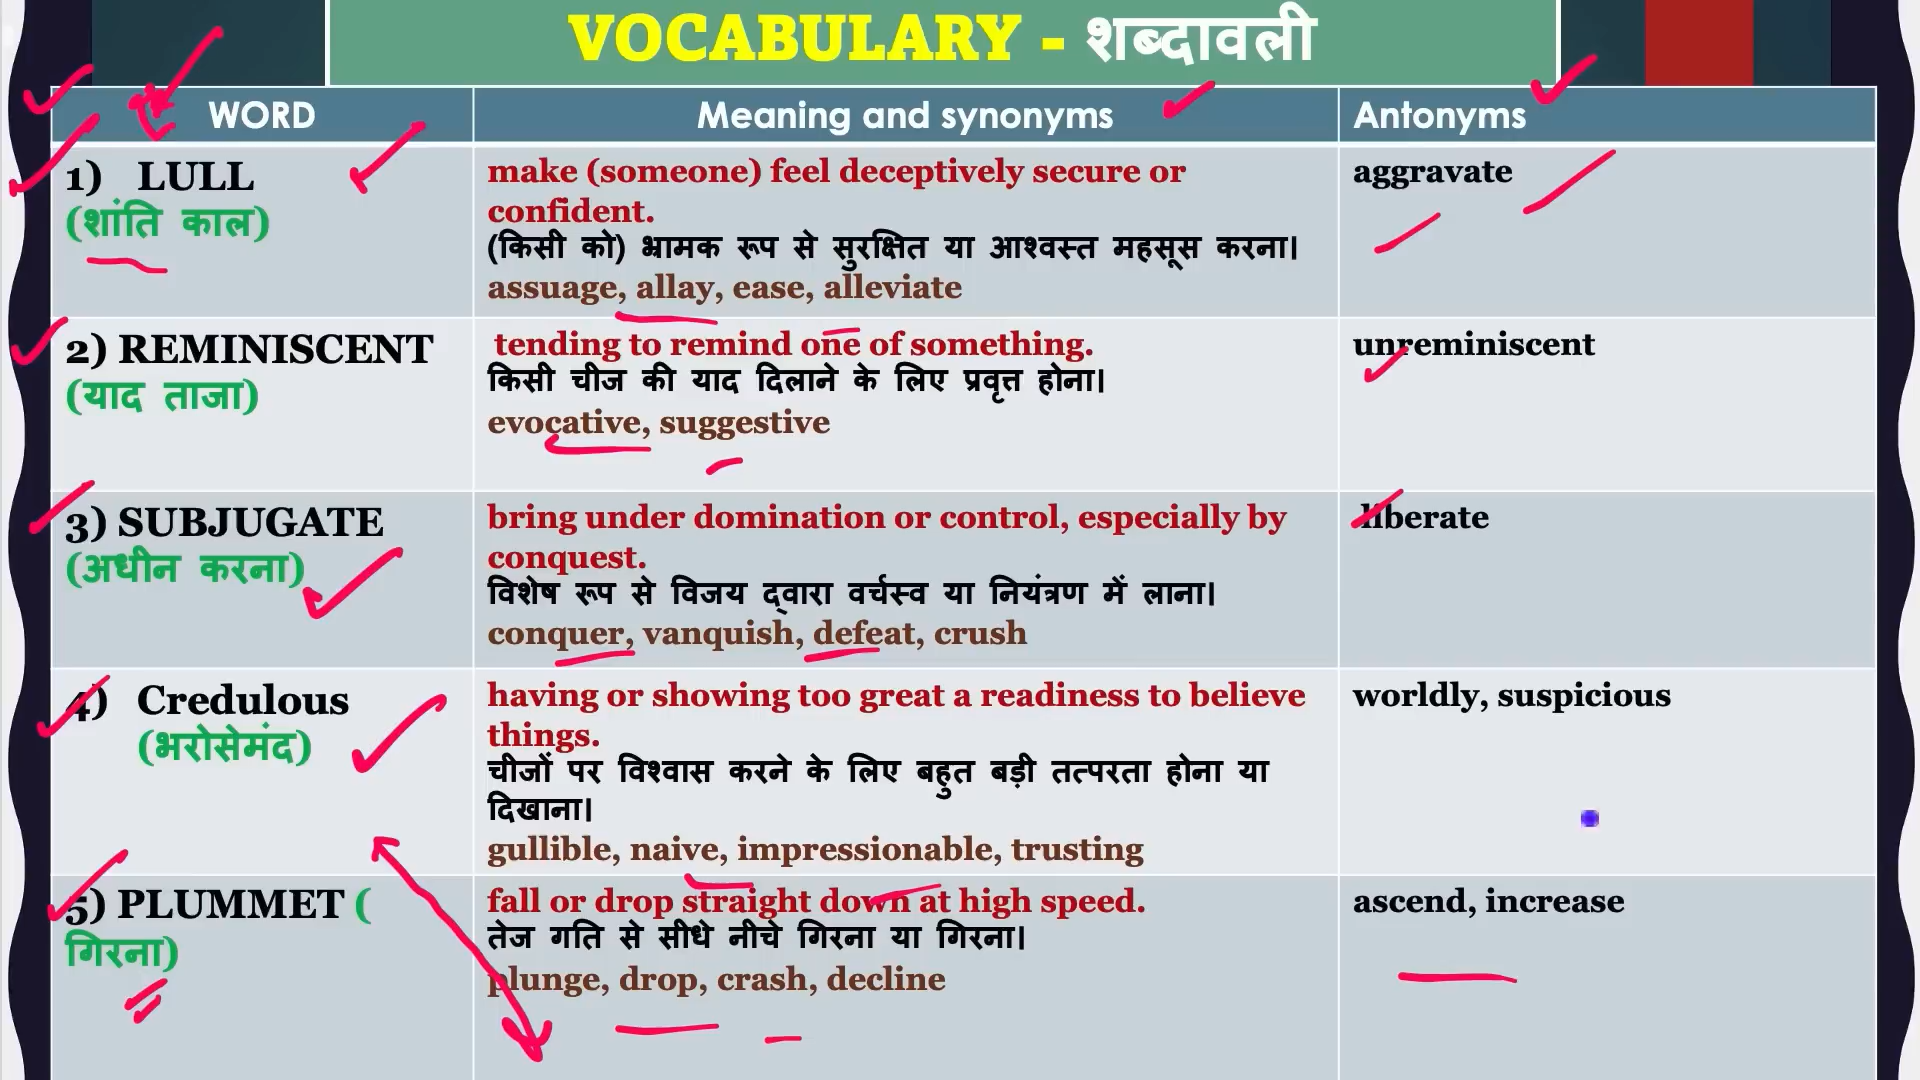 VOCABULARY - शब्दावली
WORD
Meaning and synonyms
Antonyms
1) LULL
(शांति काल)
make (someone) feel deceptively secure or
confident.
(किसी को) भ्रामक रूप से सुरक्षित या आश्वस्त महसूस करना।
assuage, allay, ease, alleviate
aggravate
2) REMINISCENT
(याद ताजा)
tending to remind one of something.
किसी चीज की याद दिलाने के लिए प्रवृत्त होना।
evocative, suggestive
unreminiscent
3) SUBJUGATE
(अधीन करना)
bring under domination or control, especially by
conquest.
विशेष रूप से विजय द्वारा वर्चस्व या नियंत्रण में लाना।
conquer, vanquish, defeat, crush
liberate
4) Credulous
(भरोसेमंद)
having or showing too great a readiness to believe
things.
चीजों पर विश्वास करने के लिए बहुत बड़ी तत्परता होना या
दिखाना।
gullible, naive, impressionable, trusting
worldly, suspicious
5) PLUMMET (
गिरना)
fall or drop straight down at high speed.
तेज गति से सीधे नीचे गिरना या गिरना।
plunge, drop, crash, decline
ascend, increase